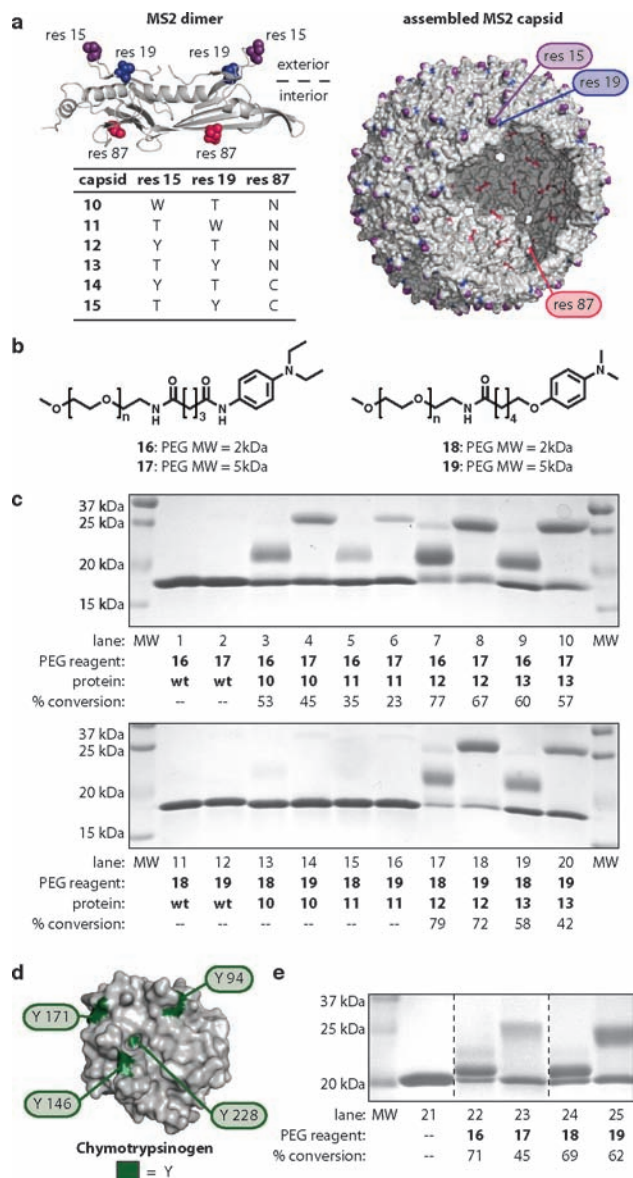 a
MS2 dimer
assembled MS2 capsid
res 15
res 19
res 19
res 15
exterior
interior
res 87
res 87
res 15
res 19
res 87
capsid res 15 res 19 res 87
10 W T N
11 T W N
12 Y T N
13 T Y N
14 Y T C
15 T Y C
b
O O n N H O 3 O N H N
16: PEG MW = 2kDa
17: PEG MW = 5kDa
O O n N H O 4 O N
18: PEG MW = 2kDa
19: PEG MW = 5kDa
c
37 kDa
25 kDa
20 kDa
15 kDa
lane: MW 1 2 3 4 5 6 7 8 9 10 MW
PEG reagent: 16 17 16 17 16 17 16 17 16 17
protein: wt wt 10 10 11 11 12 12 13 13
% conversion: -- -- 53 45 35 23 77 67 60 57
37 kDa
25 kDa
20 kDa
15 kDa
lane: MW 11 12 13 14 15 16 17 18 19 20 MW
PEG reagent: 18 19 18 19 18 19 18 19 18 19
protein: wt wt 10 10 11 11 12 12 13 13
% conversion: -- -- -- -- -- -- 79 72 58 42
d
Y 94
Y 171
Y 146
Y 228
Chymotrypsinogen
= Y
e
37 kDa
25 kDa
20 kDa
lane: MW 21 22 23 24 25
PEG reagent: -- 16 17 18 19
% conversion: 71 45 69 62